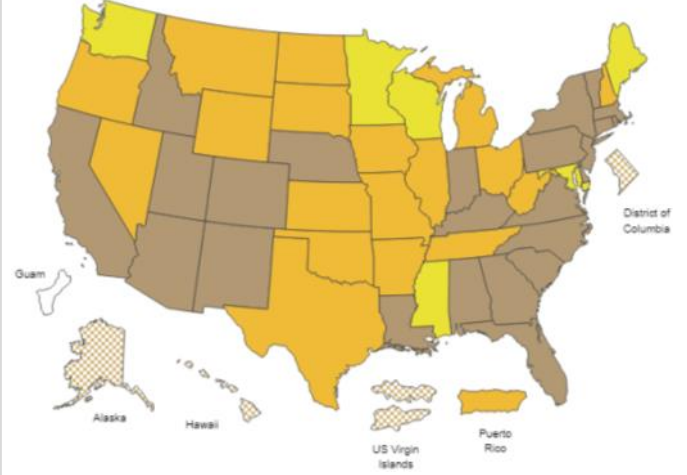 District of
Columbia
Guam
Alaska
Hawaii
US Virgin
Islands
Puerto
Rico